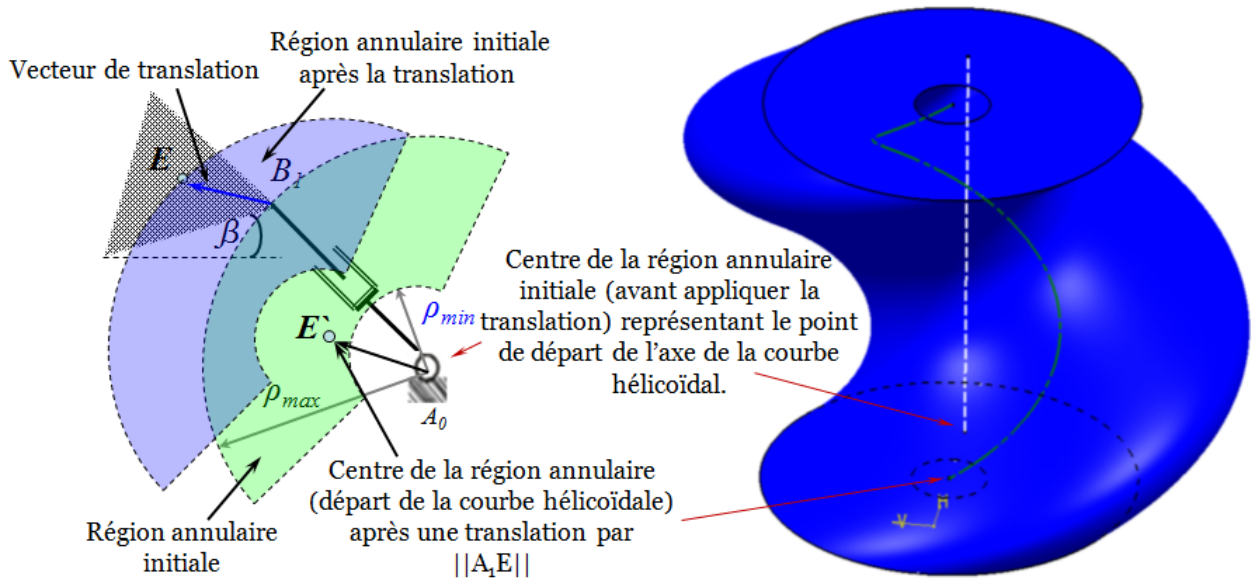 Région annulaire initiale
après la translation
Vecteur de translation
E
B1
β
E`
ρmin
ρmax
A0
Centre de la région annulaire
initiale (avant appliquer la
translation) représentant le point
de départ de l’axe de la courbe
hélicoïdal.
Centre de la région annulaire
(départ de la courbe hélicoïdale)
après une translation par
||A1E||
Région annulaire
initiale
V
H